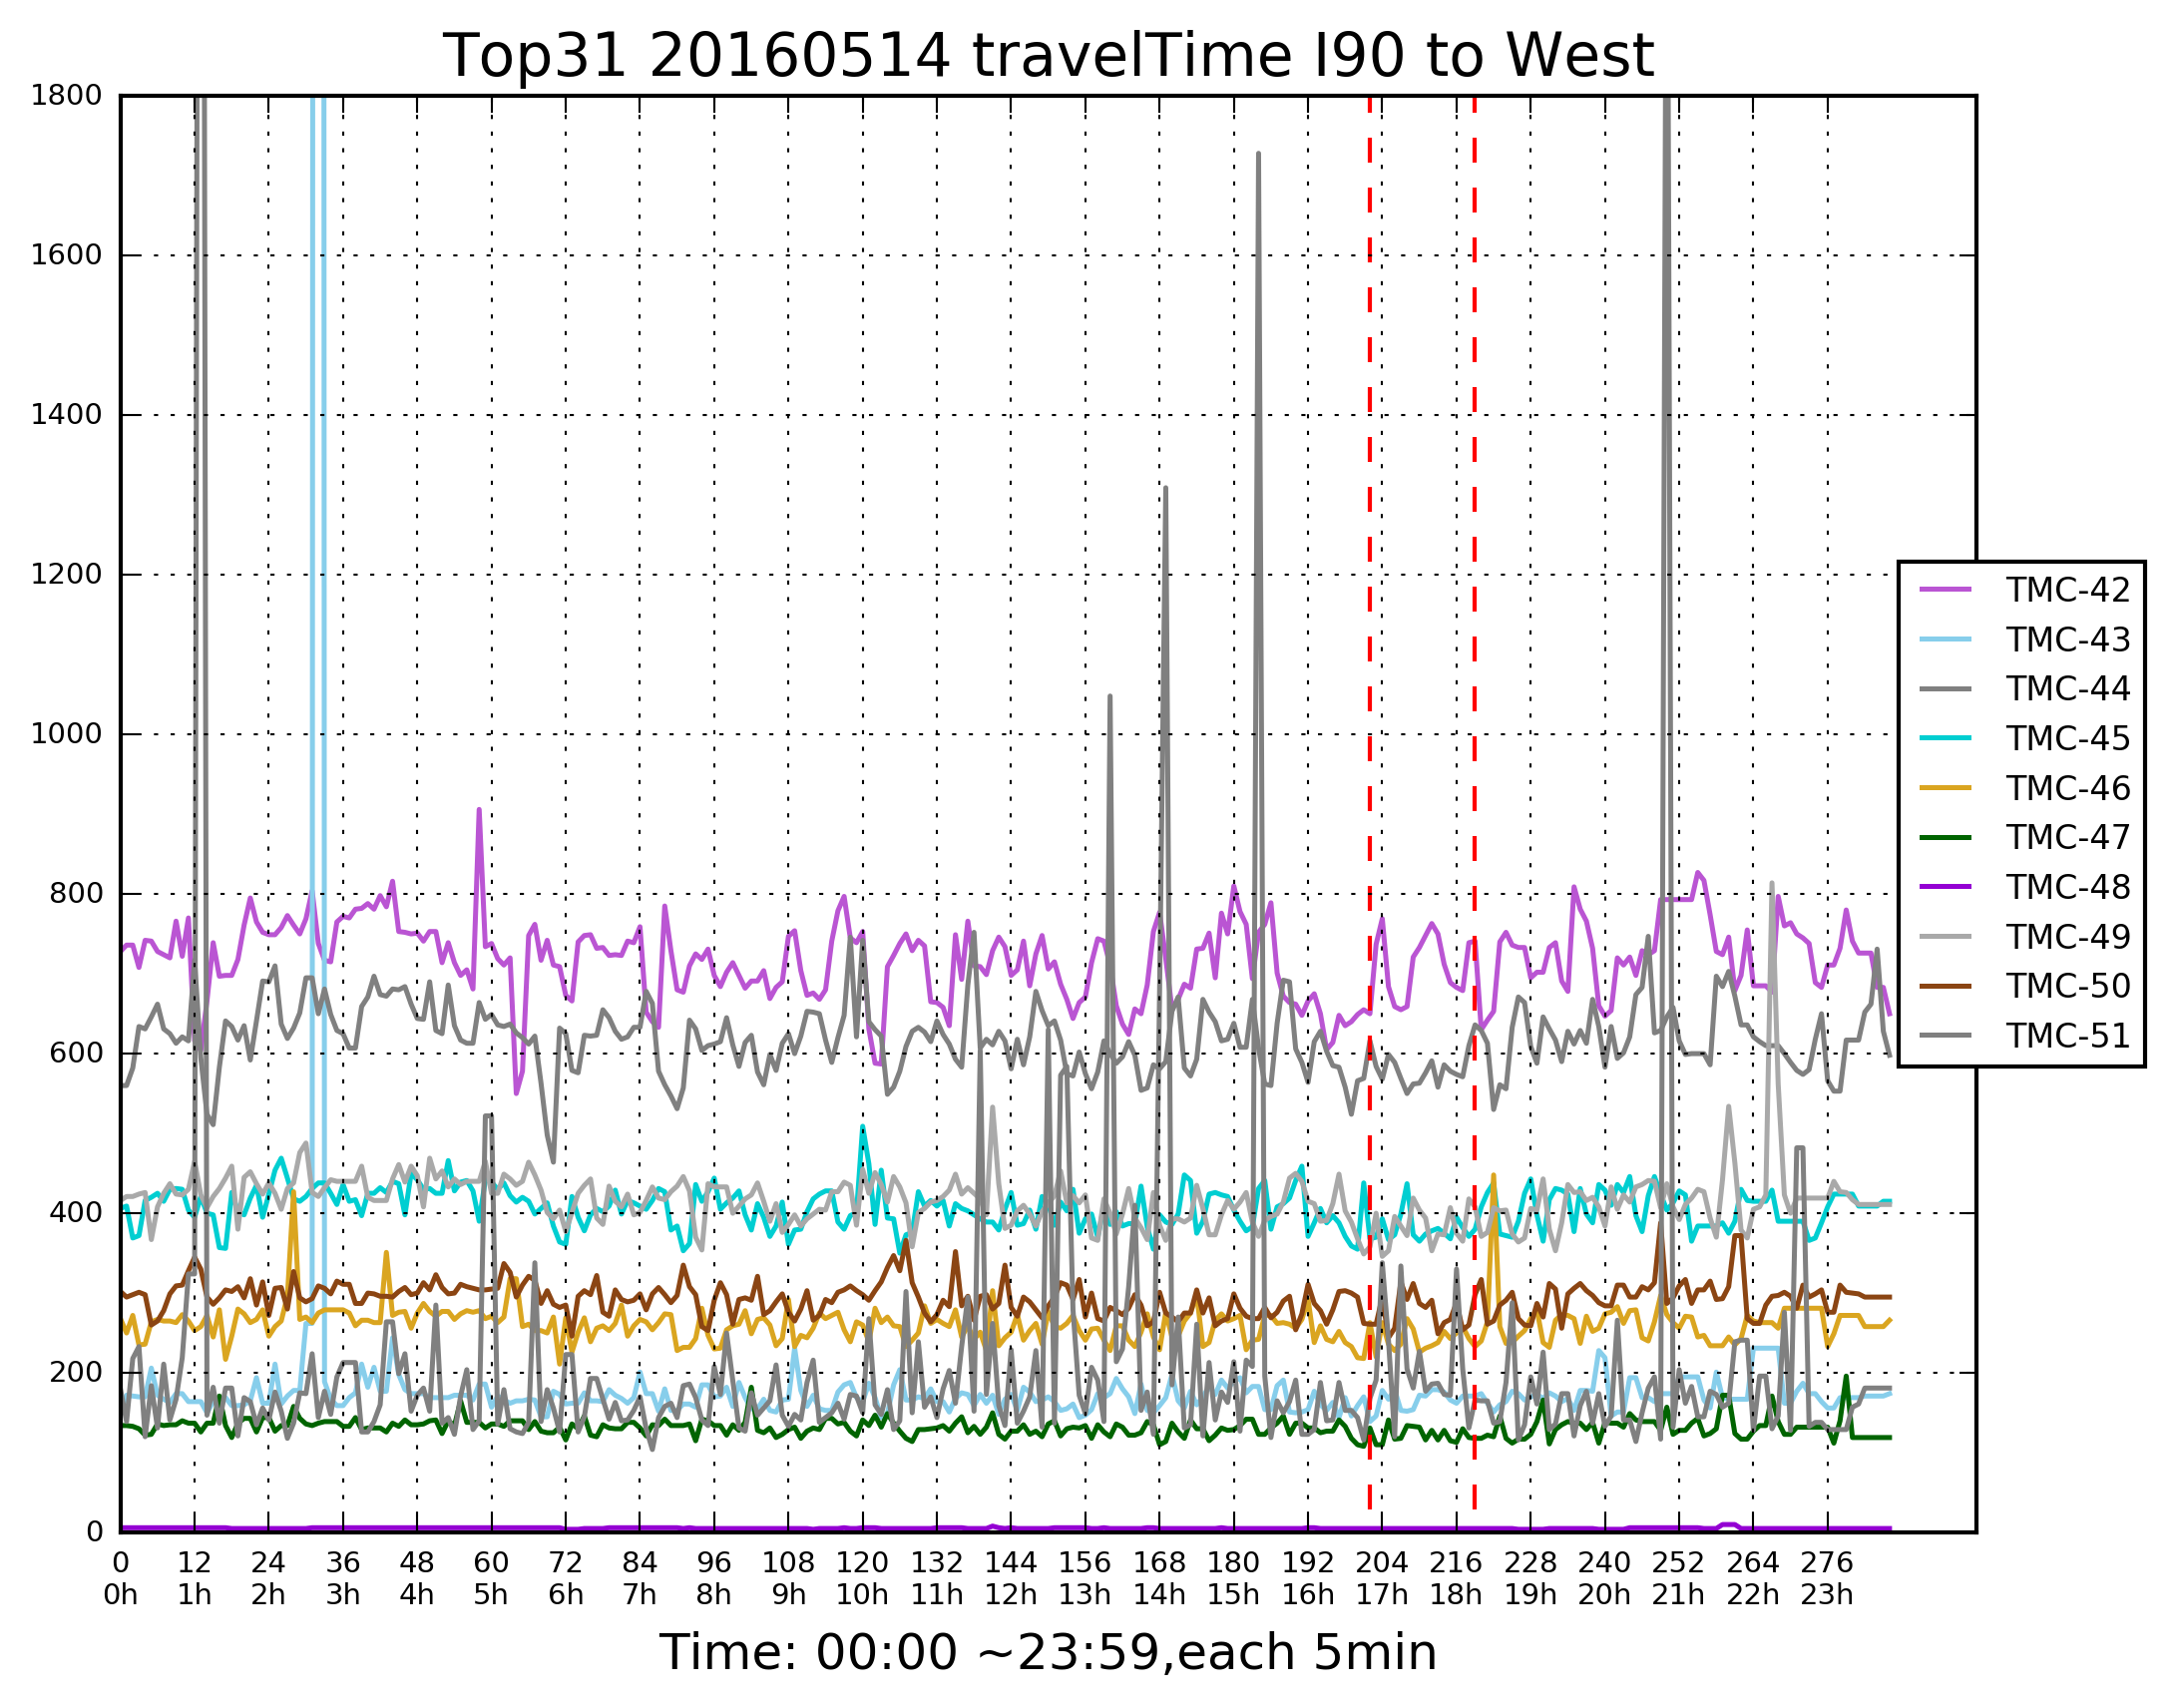 Top31 20160514 travelTime I90 to West
1800
1600
1400
1200
1000
800
600
400
200
0
TMC-42
TMC-43
TMC-44
TMC-45
TMC-46
TMC-47
TMC-48
TMC-49
TMC-50
TMC-51
0 12 24 36 48 60 72 84 96 108 120 132 144 156 168 180 192 204 216 228 240 252 264 276
0h 1h 2h 3h 4h 5h 6h 7h 8h 9h 10h 11h 12h 13h 14h 15h 16h 17h 18h 19h 20h 21h 22h 23h
Time: 00:00 ~23:59,each 5min